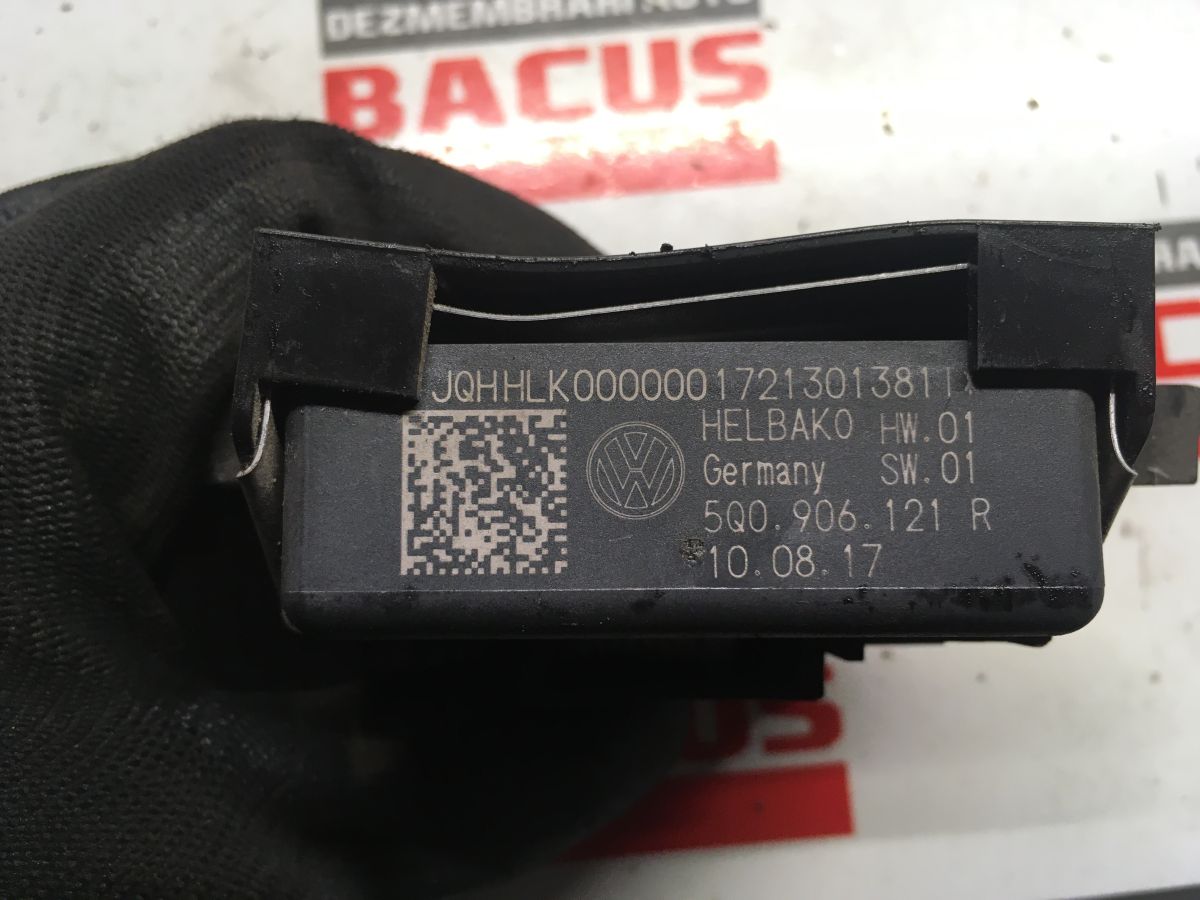 DEZMEMBRARI AUTO
BACUS
JQHHLK0000001721301381
HELBAKO HW.01
Germany SW.01
5Q0.906.121 R
10.08.17